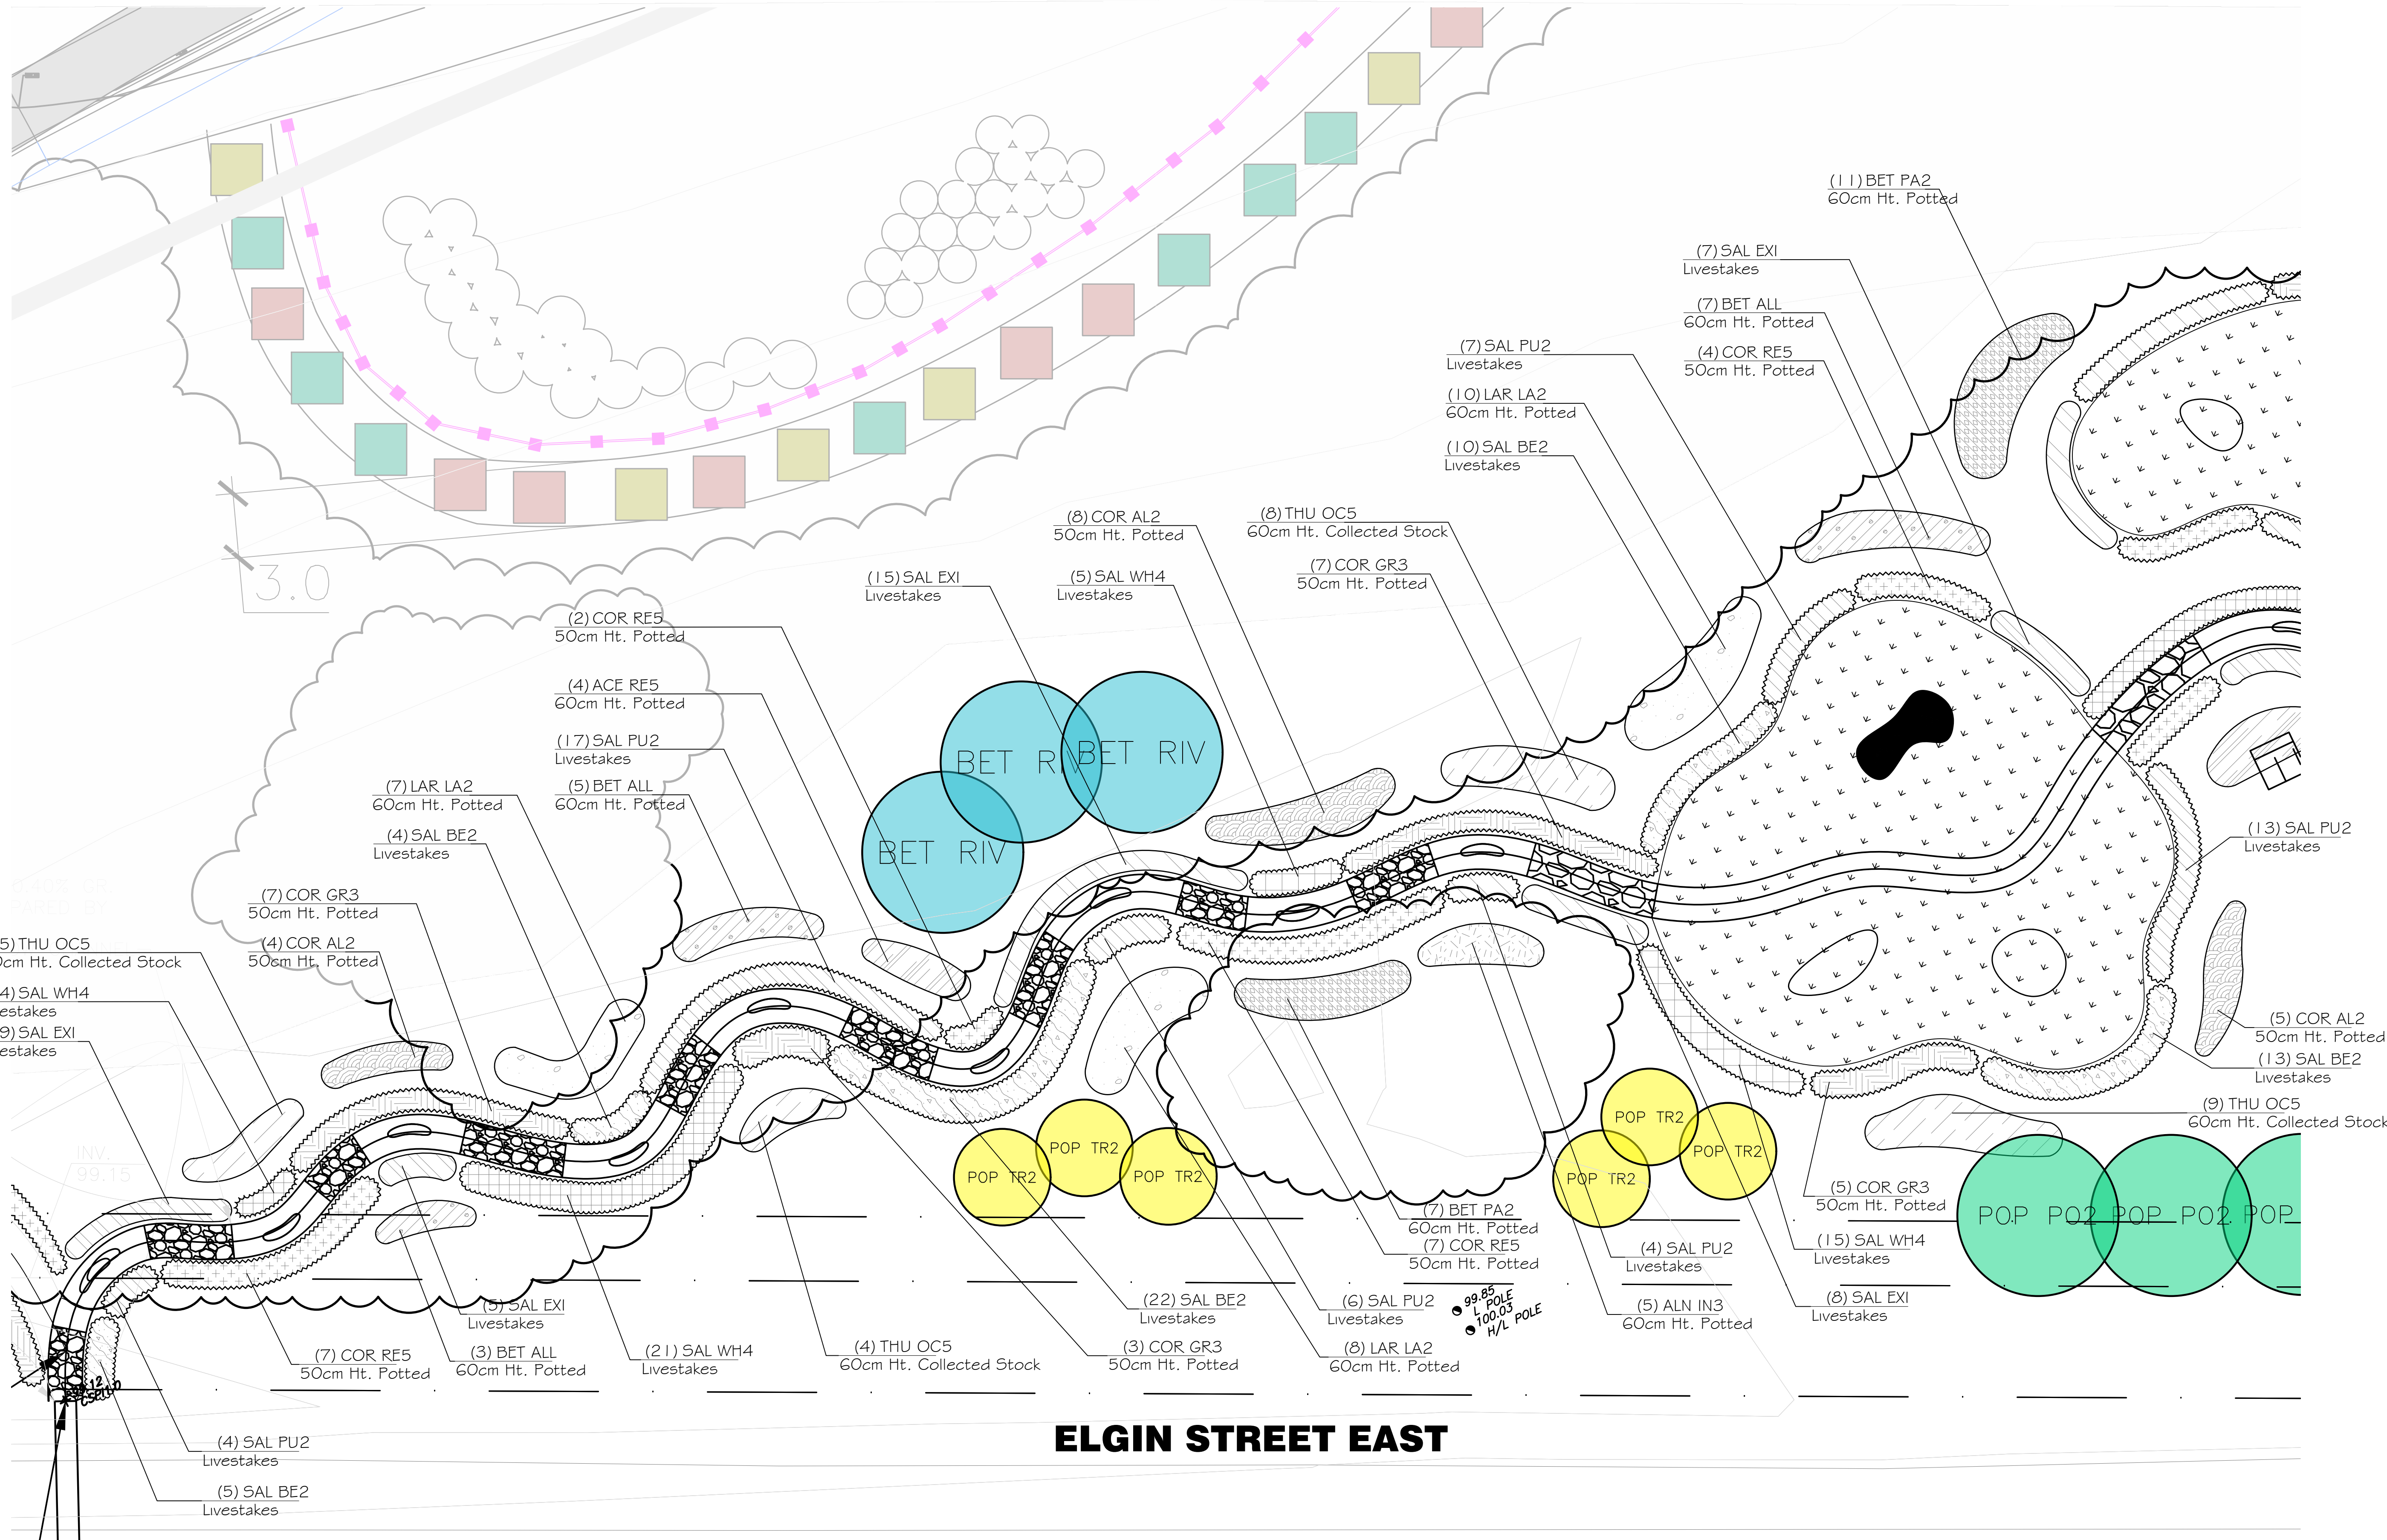 (11) BET PA2
60cm Ht. Potted
(7) SAL EXI
Livestakes
(7) BET ALL
60cm Ht. Potted
(7) SAL PU2
Livestakes
(4) COR RE5
50cm Ht. Potted
(10) LAR LA2
60cm Ht. Potted
(10) SAL BE2
Livestakes
(8) COR AL2
50cm Ht. Potted
(8) THU OC5
60cm Ht. Collected Stock
(15) SAL EXI
Livestakes
(5) SAL WH4
Livestakes
(7) COR GR3
50cm Ht. Potted
3.0
(2) COR RE5
50cm Ht. Potted
(4) ACE RE5
60cm Ht. Potted
(17) SAL PU2
Livestakes
BET RIV
BET RIV
BET RIV
(7) LAR LA2
60cm Ht. Potted
(5) BET ALL
60cm Ht. Potted
(4) SAL BE2
Livestakes
(13) SAL PU2
Livestakes
(7) COR GR3
50cm Ht. Potted
(4) COR AL2
50cm Ht. Potted
5) THU OC5
0cm Ht. Collected Stock
4) SAL WH4
estakes
9) SAL EXI
estakes
(5) COR AL2
50cm Ht. Potted
(13) SAL BE2
Livestakes
(9) THU OC5
60cm Ht. Collected Stock
INV.
99.15
POP TR2
POP TR2
POP TR2
POP TR2
POP TR2
POP TR2
(5) COR GR3
50cm Ht. Potted
POP PO2
POP PO2
POP
(7) BET PA2
60cm Ht. Potted
(7) COR RE5
50cm Ht. Potted
(4) SAL PU2
Livestakes
(15) SAL WH4
Livestakes
(5) SAL EXI
Livestakes
(22) SAL BE2
Livestakes
(6) SAL PU2
Livestakes
99.85
L POLE
100.03
H/L POLE
(5) ALN IN3
60cm Ht. Potted
(8) SAL EXI
Livestakes
(7) COR RE5
50cm Ht. Potted
(3) BET ALL
60cm Ht. Potted
(21) SAL WH4
Livestakes
(4) THU OC5
60cm Ht. Collected Stock
(3) COR GR3
50cm Ht. Potted
(8) LAR LA2
60cm Ht. Potted
ELGIN STREET EAST
(4) SAL PU2
Livestakes
(5) SAL BE2
Livestakes